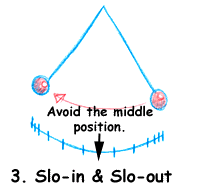 Avoid the middle
position.
3. Slo-in & Slo-out